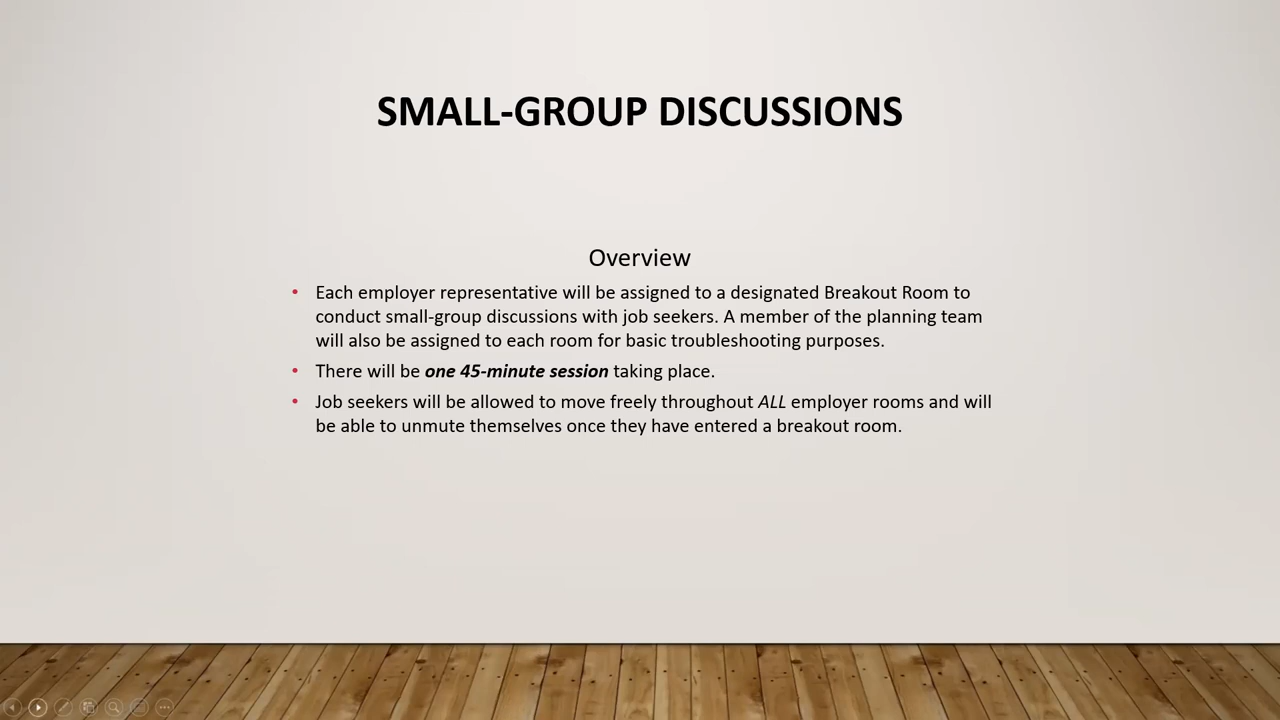 SMALL-GROUP DISCUSSIONS
Overview
• Each employer representative will be assigned to a designated Breakout Room to
conduct small-group discussions with job seekers. A member of the planning team
will also be assigned to each room for basic troubleshooting purposes.
• There will be one 45-minute session taking place.
• Job seekers will be allowed to move freely throughout ALL employer rooms and will
be able to unmute themselves once they have entered a breakout room.